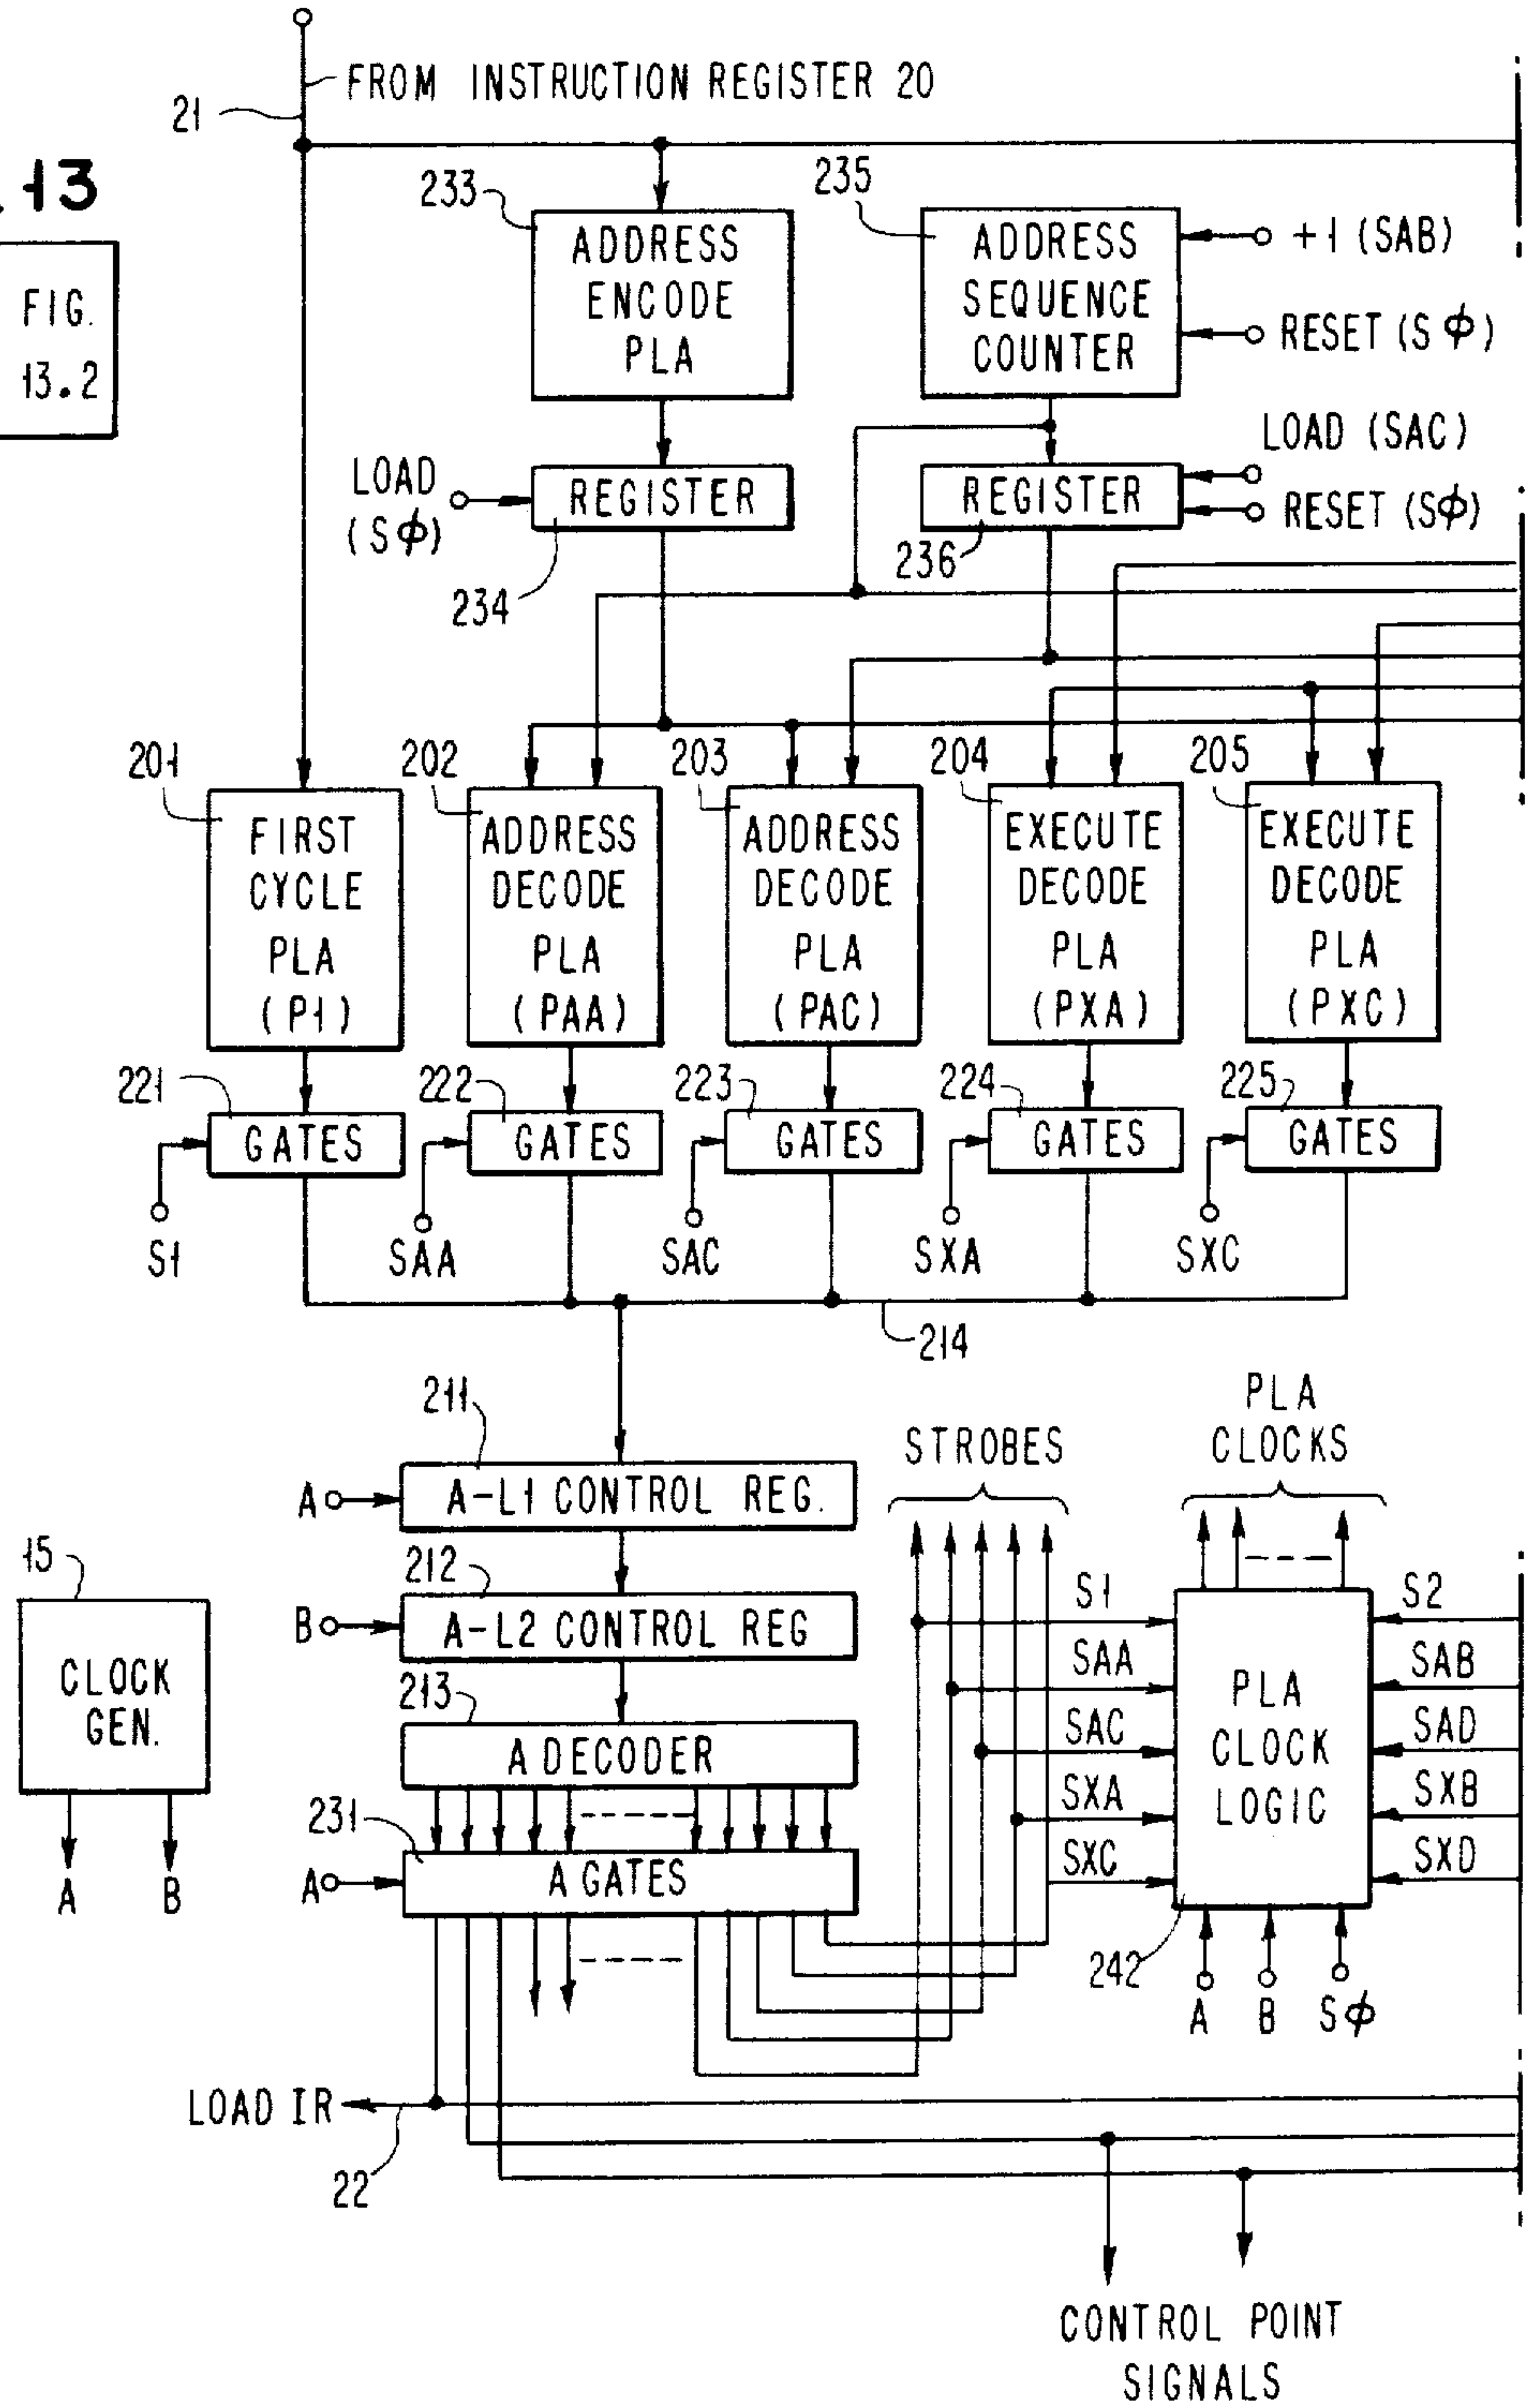 FROM INSTRUCTION REGISTER 20
21
13
FIG.
13.2
233
ADDRESS
ENCODE
PLA
235
ADDRESS
SEQUENCE
COUNTER
+1 (SAB)
RESET (Sϕ)
LOAD
(Sϕ)
REGISTER
234
REGISTER
236
LOAD (SAC)
RESET (Sϕ)
201
FIRST
CYCLE
PLA
(P1)
202
ADDRESS
DECODE
PLA
(PAA)
203
ADDRESS
DECODE
PLA
(PAC)
204
EXECUTE
DECODE
PLA
(PXA)
205
EXECUTE
DECODE
PLA
(PXC)
221
GATES
S1
222
GATES
SAA
223
GATES
SAC
224
GATES
SXA
225
GATES
SXC
214
211
A
A-L1 CONTROL REG.
212
B
A-L2 CONTROL REG
213
A DECODER
231
A
A GATES
15
CLOCK
GEN.
A
B
STROBES
PLA
CLOCKS
S1
SAA
SAC
SXA
SXC
PLA
CLOCK
LOGIC
S2
SAB
SAD
SXB
SXD
242
A
B
Sϕ
LOAD IR
22
CONTROL POINT
SIGNALS